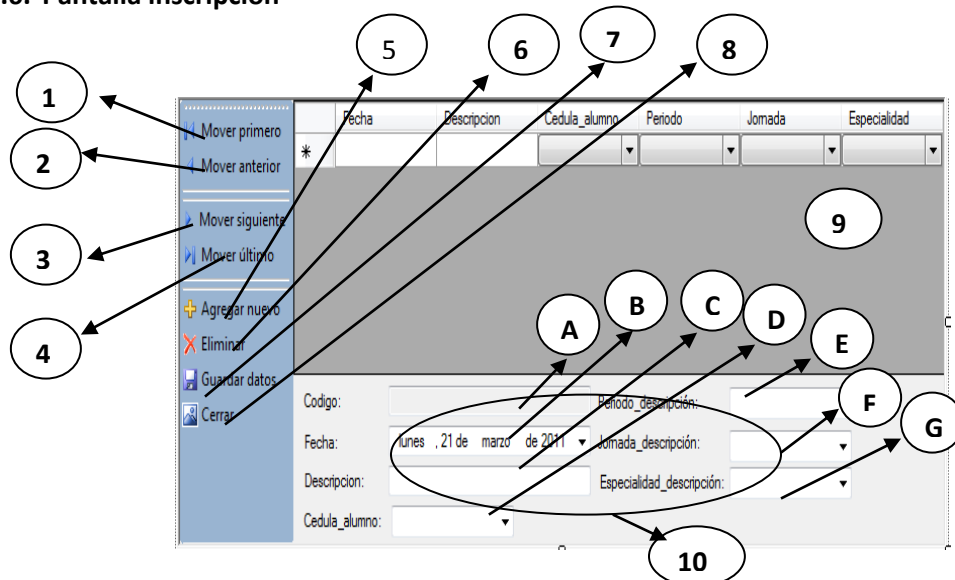 Pantalla inscripción
5 6 7 8
1
2
3
4
Mover primero
Mover anterior
Mover siguiente
Mover último
Agregar nuevo
Eliminar
Guardar datos
Cerrar
Fecha Descripcion Cedula_alumno Periodo Jornada Especialidad
9
A B C D E F G
Codigo:
Fecha: lunes , 21 de marzo de 2011
Descripcion:
Cedula_alumno:
Periodo_descripción:
Jornada_descripción:
Especialidad_descripción:
10